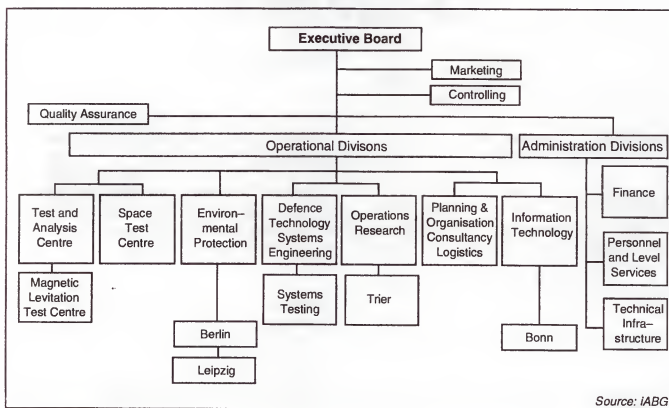 Executive Board
Marketing
Controlling
Quality Assurance
Operational Divisons
Administration Divisions
Test and
Analysis
Centre
Space
Test
Centre
Environ–
mental
Protection
Defence
Technology
Systems
Engineering
Operations
Research
Planning &
Organisation
Consultancy
Logistics
Information
Technology
Finance
Magnetic
Levitation
Test Centre
Systems
Testing
Trier
Personnel
and Level
Services
Berlin
Leipzig
Bonn
Technical
Infra–
structure
Source: iABG